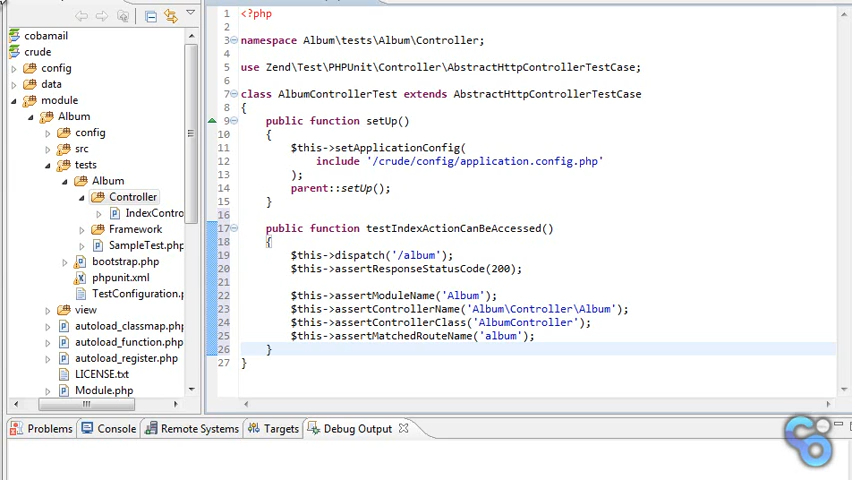 cobamail
crude
config
data
module
Album
config
src
tests
Album
Controller
IndexContro
Framework
SampleTest.php
bootstrap.php
phpunit.xml
TestConfiguration.p
view
autoload_classmap.php
autoload_function.php
autoload_register.php
LICENSE.txt
Module.php
1 <?php
2
3 namespace Album\tests\Album\Controller;
4
5 use Zend\Test\PHPUnit\Controller\AbstractHttpControllerTestCase;
6
7 class AlbumControllerTest extends AbstractHttpControllerTestCase
8 {
9 public function setUp()
10 {
11 $this->setApplicationConfig(
12 include '/crude/config/application.config.php'
13 );
14 parent::setUp();
15 }
16
17 public function testIndexActionCanBeAccessed()
18 {
19 $this->dispatch('/album');
20 $this->assertResponseStatusCode(200);
21
22 $this->assertModuleName('Album');
23 $this->assertControllerName('Album\Controller\Album');
24 $this->assertControllerClass('AlbumController');
25 $this->assertMatchedRouteName('album');
26 }
27 }
Problems Console Remote Systems Targets Debug Output